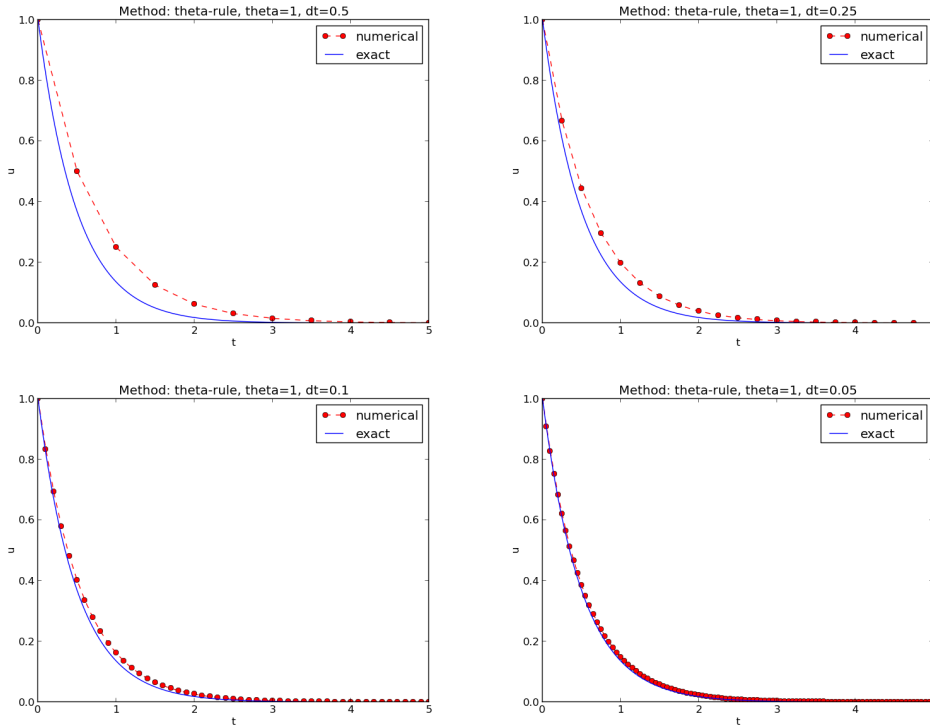 Method: theta-rule, theta=1, dt=0.5
numerical
exact
1.0
0.8
0.6
0.4
0.2
0.0
u
0 1 2 3 4 5
t
Method: theta-rule, theta=1, dt=0.25
numerical
exact
1.0
0.8
0.6
0.4
0.2
0.0
u
0 1 2 3 4
t
Method: theta-rule, theta=1, dt=0.1
numerical
exact
1.0
0.8
0.6
0.4
0.2
0.0
u
0 1 2 3 4 5
t
Method: theta-rule, theta=1, dt=0.05
numerical
exact
1.0
0.8
0.6
0.4
0.2
0.0
u
0 1 2 3 4
t